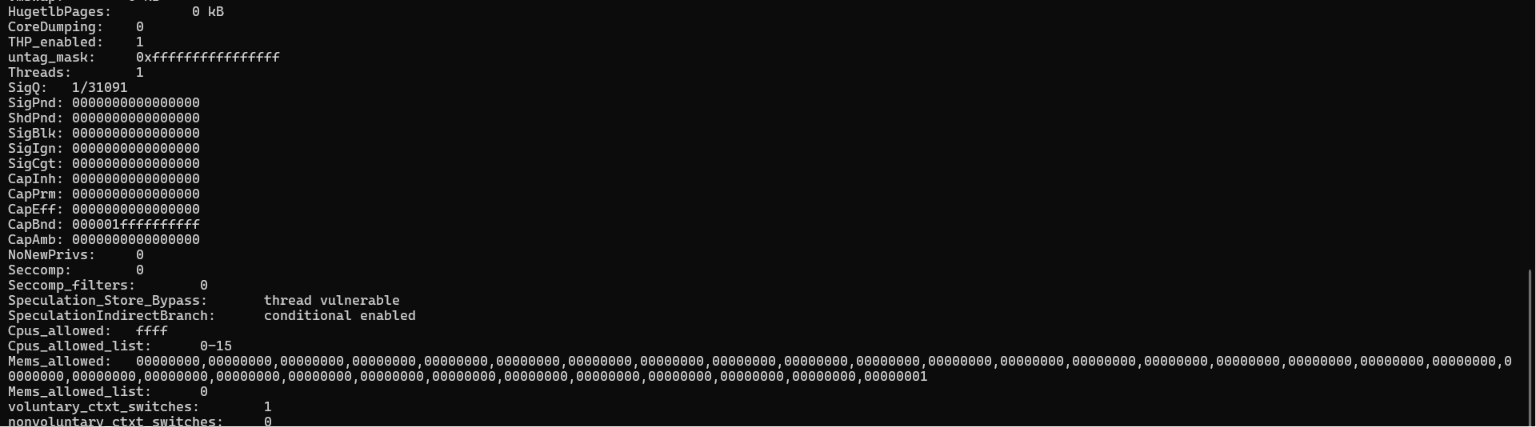 HugetlbPages:          0 kB
CoreDumping:    0
THP_enabled:    1
untag_mask:     0xffffffffffffffff
Threads:        1
SigQ:   1/31091
SigPnd: 0000000000000000
ShdPnd: 0000000000000000
SigBlk: 0000000000000000
SigIgn: 0000000000000000
SigCgt: 0000000000000000
CapInh: 0000000000000000
CapPrm: 0000000000000000
CapEff: 0000000000000000
CapBnd: 000001ffffffffff
CapAmb: 0000000000000000
NoNewPrivs:     0
Seccomp:        0
Seccomp_filters:        0
Speculation_Store_Bypass:       thread vulnerable
SpeculationIndirectBranch:      conditional enabled
Cpus_allowed:   ffff
Cpus_allowed_list:      0-15
Mems_allowed:   00000000,00000000,00000000,00000000,00000000,00000000,00000000,00000000,00000000,00000000,00000000,00000000,00000000,00000000,00000000,00000000,00000000,00000000,00000000,0
0000000,00000000,00000000,00000000,00000000,00000000,00000000,00000000,00000000,00000000,00000000,00000000,00000001
Mems_allowed_list:      0
voluntary_ctxt_switches:        1
nonvoluntary_ctxt_switches:     0